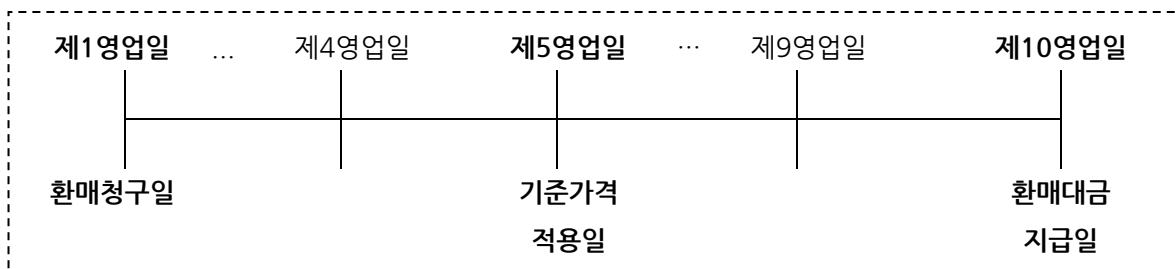 제1영업일 … 제4영업일 제5영업일 … 제9영업일 제10영업일
환매청구일 기준가격 환매대금
적용일 지급일